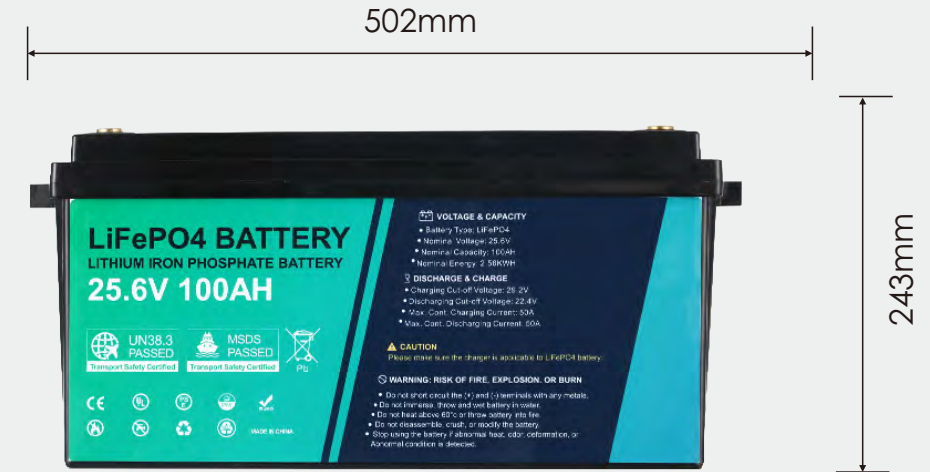 502mm
243mm
LiFePO4 BATTERY
LITHIUM IRON PHOSPHATE BATTERY
25.6V 100AH
UN38.3
PASSED
Transport Safety Certified
MSDS
PASSED
Transport Safety Certified
Pb
CE
UL
PS
E
RoHS
MADE IN CHINA
VOLTAGE & CAPACITY
• Battery Type: LiFePO4
• Nominal Voltage: 25.6V
• Nominal Capacity: 100AH
• Nominal Energy: 2.58KWH
DISCHARGE & CHARGE
• Charging Cut-off Voltage: 29.2V
• Discharging Cut-off Voltage: 22.4V
• Max. Cont. Charging Current: 50A
• Max. Cont. Discharging Current: 50A
CAUTION
Please make sure the charger is applicable to LiFePO4 battery.
WARNING: RISK OF FIRE, EXPLOSION, OR BURN
• Do not short circuit the (+) and (-) terminals with any metals.
• Do not immerse, throw and wet battery in water.
• Do not heat above 60°c or throw battery into fire.
• Do not disassemble, crush, or modify the battery.
• Stop using the battery if abnormal heat, odor, deformation, or
Abnormal condition is detected.